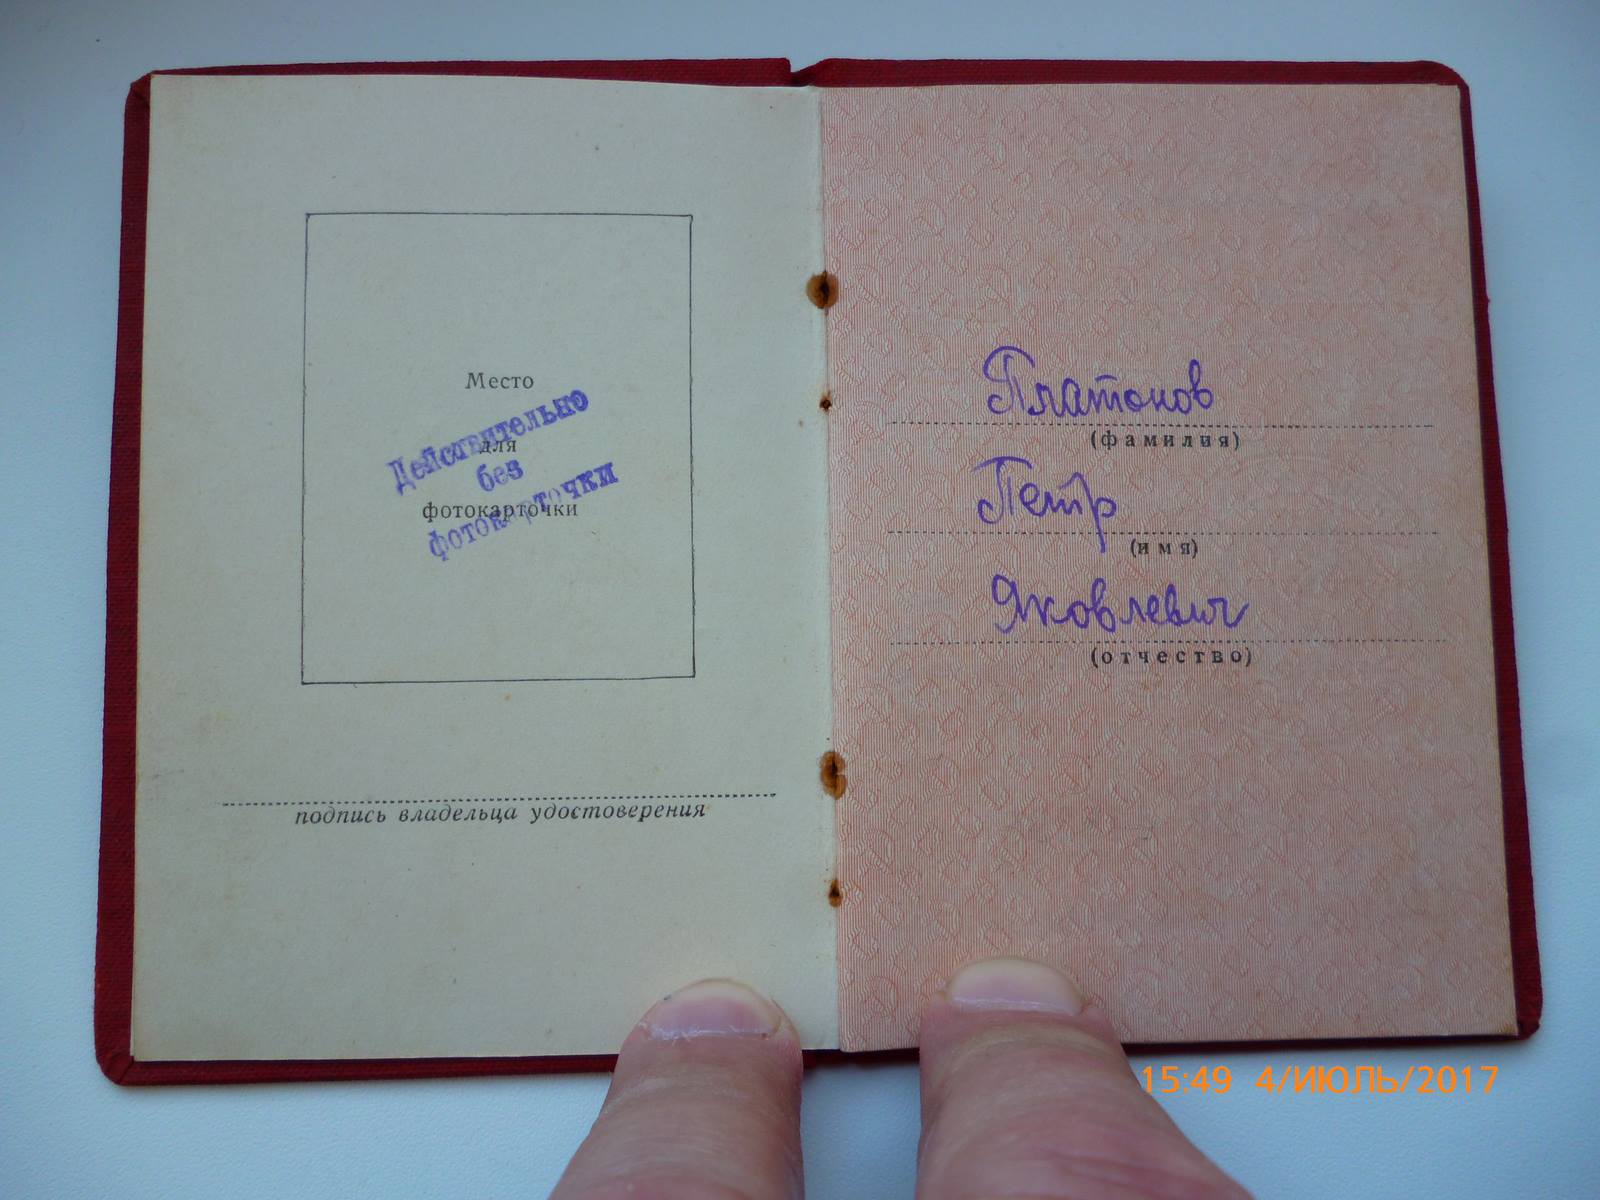 Место
для
фотокарточки
Действительно
без
фотокарточки
подпись владельца удостоверения
Платонов
(фамилия)
Петр
(имя)
Яковлевич
(отчество)
15:49 4/ИЮЛЬ/2017